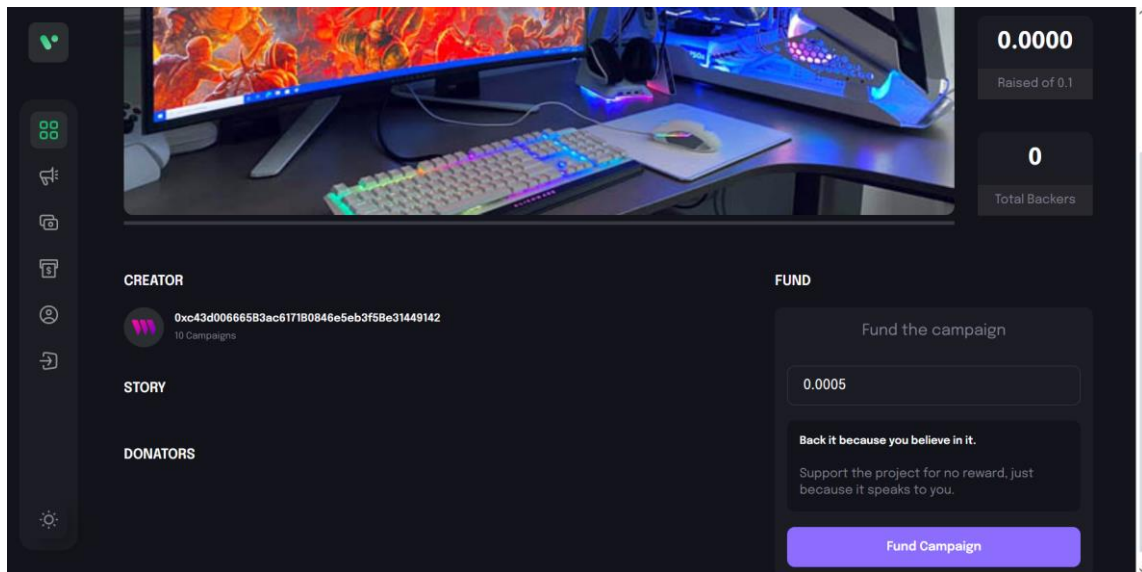 0.0000
Raised of 0.1
0
Total Backers
CREATOR
0xc43d006665B3ac6171B0846e5eb3f5Be31449142
10 Campaigns
STORY
DONATORS
FUND
Fund the campaign
0.0005
Back it because you believe in it.
Support the project for no reward, just
because it speaks to you.
Fund Campaign